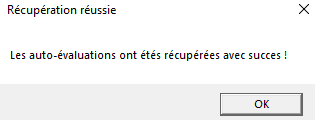 Récupération réussie
Les auto-évaluations ont étés récupérées avec succes !
OK